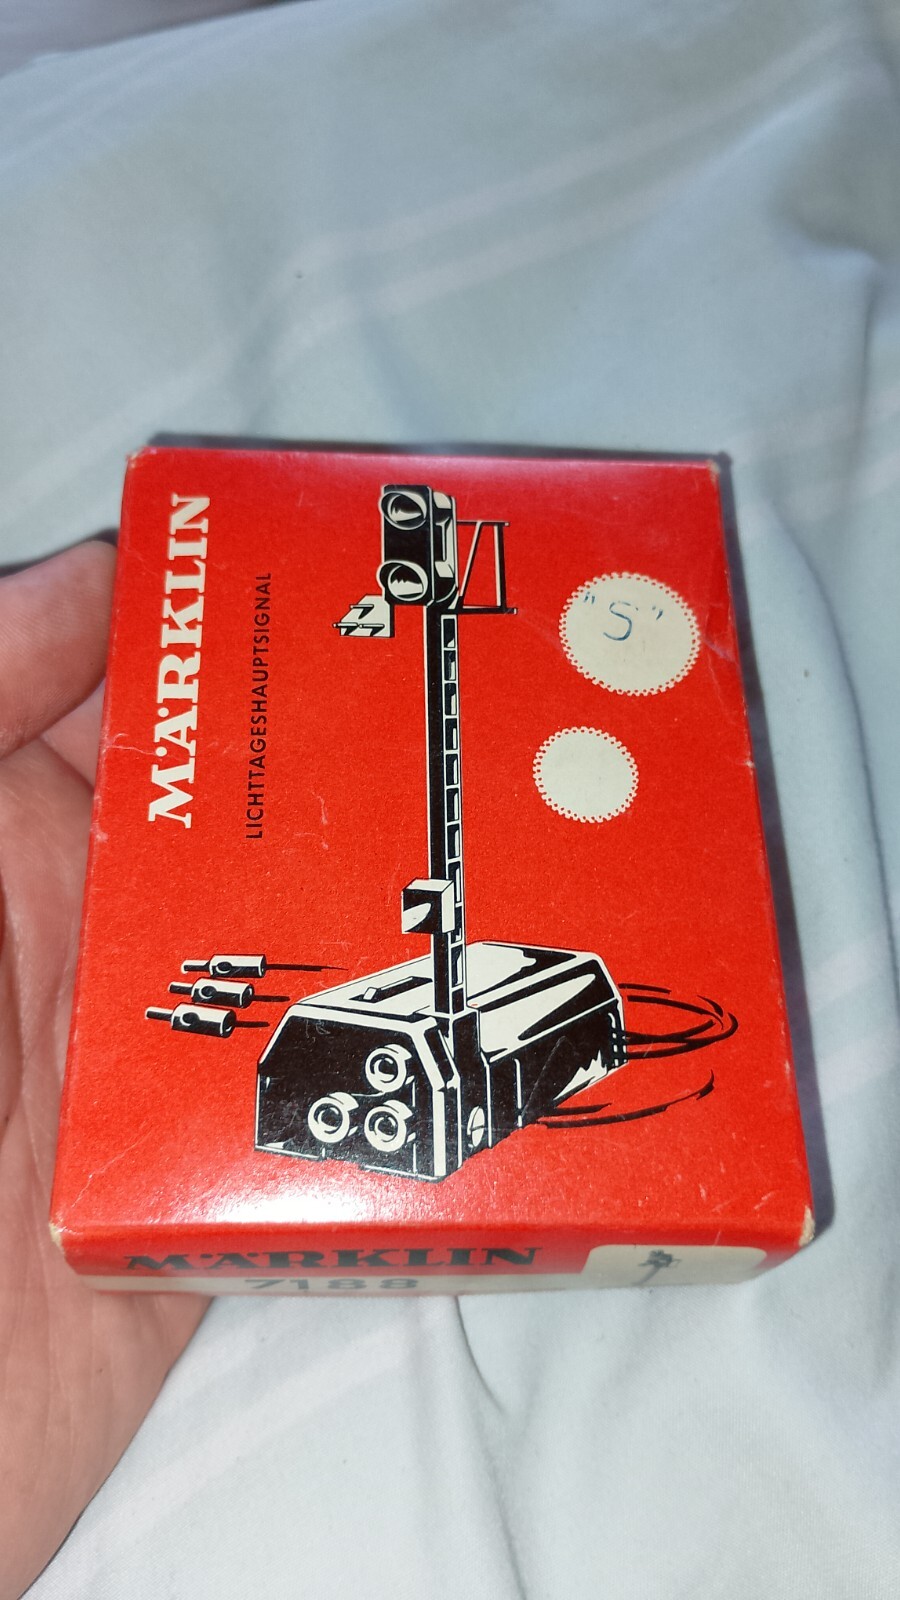 MÄRKLIN
LICHTTAGESHAUPTSIGNAL
"S"
MÄRKLIN
7188